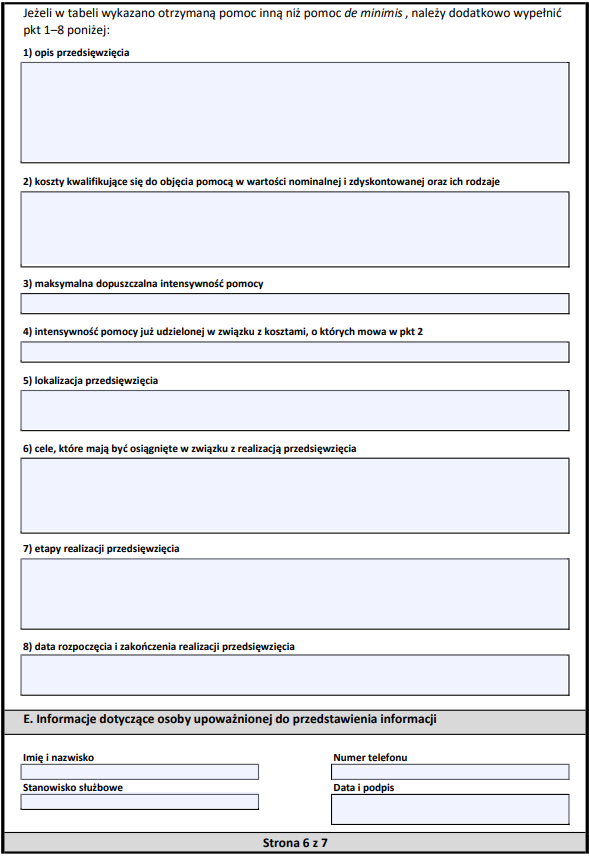 Jeżeli w tabeli wykazano otrzymaną pomoc inną niż pomoc de minimis , należy dodatkowo wypełnić
pkt 1–8 poniżej:
1) opis przedsięwzięcia
2) koszty kwalifikujące się do objęcia pomocą w wartości nominalnej i zdyskontowanej oraz ich rodzaje
3) maksymalna dopuszczalna intensywność pomocy
4) intensywność pomocy już udzielonej w związku z kosztami, o których mowa w pkt 2
5) lokalizacja przedsięwzięcia
6) cele, które mają być osiągnięte w związku z realizacją przedsięwzięcia
7) etapy realizacji przedsięwzięcia
8) data rozpoczęcia i zakończenia realizacji przedsięwzięcia
E. Informacje dotyczące osoby upoważnionej do przedstawienia informacji
Imię i nazwisko
Numer telefonu
Stanowisko służbowe
Data i podpis
Strona 6 z 7